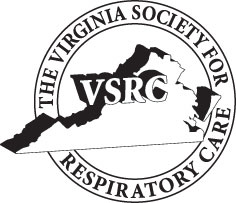 THE VIRGINIA SOCIETY FOR
VSRC
RESPIRATORY CARE